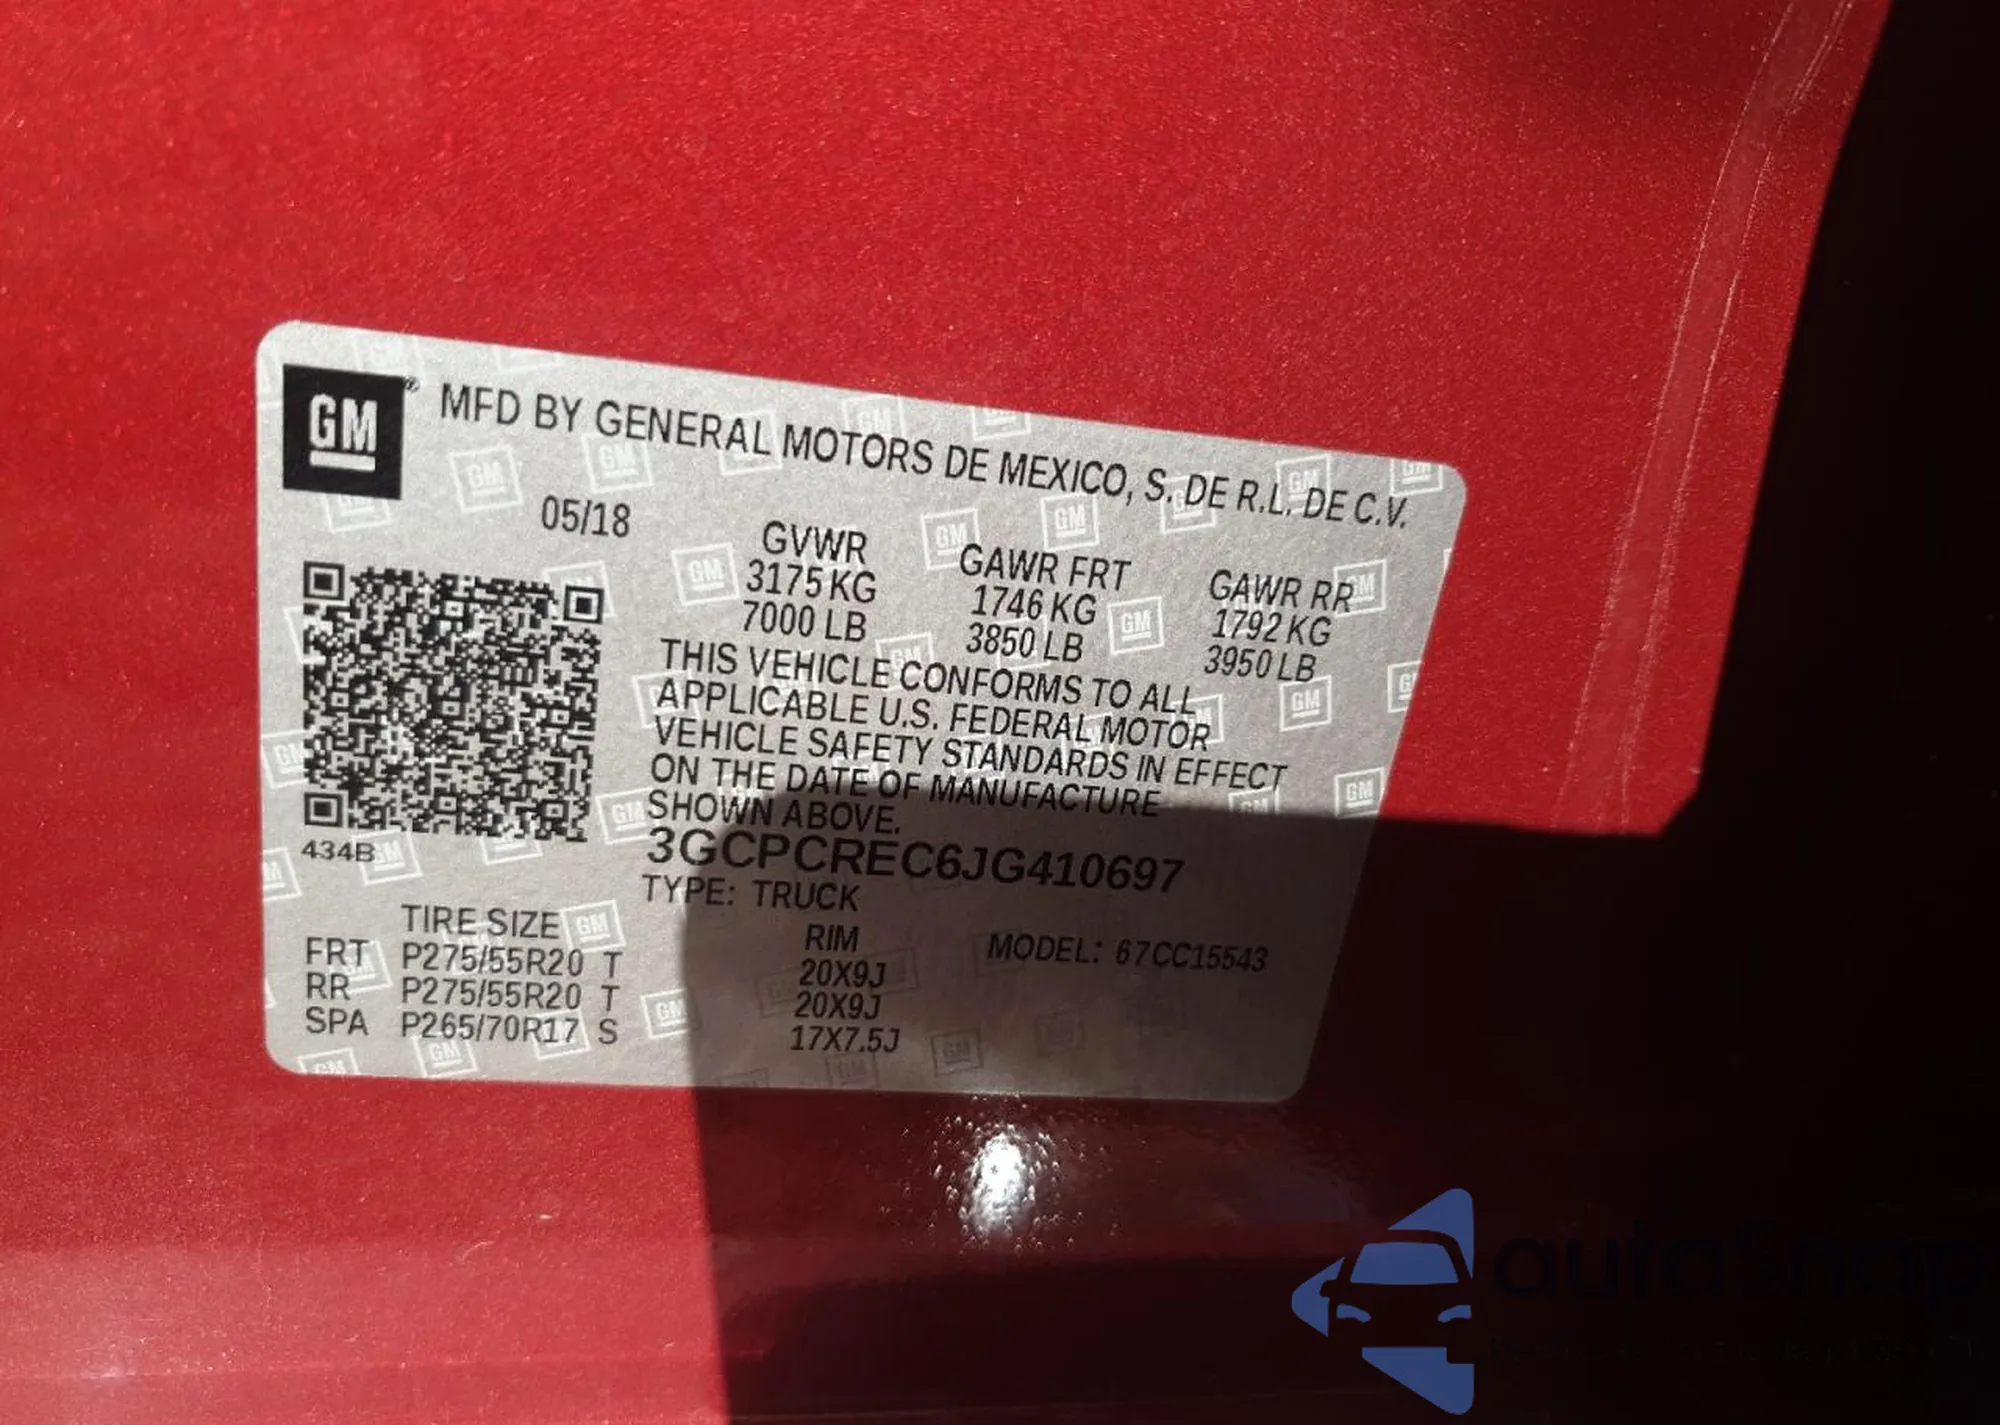 GM
MFD BY GENERAL MOTORS DE MEXICO, S. DE R.L. DE C.V.
05/18
GVWR GAWR FRT GAWR RR
3175 KG 1746 KG 1792 KG
7000 LB 3850 LB 3950 LB
THIS VEHICLE CONFORMS TO ALL
APPLICABLE U.S. FEDERAL MOTOR
VEHICLE SAFETY STANDARDS IN EFFECT
ON THE DATE OF MANUFACTURE
SHOWN ABOVE.
3GCPCREC6JG410697
434B
TYPE: TRUCK
TIRE SIZE RIM MODEL: 67CC15543
FRT P275/55R20 T 20X9J
RR P275/55R20 T 20X9J
SPA P265/70R17 S 17X7.5J
autosnap